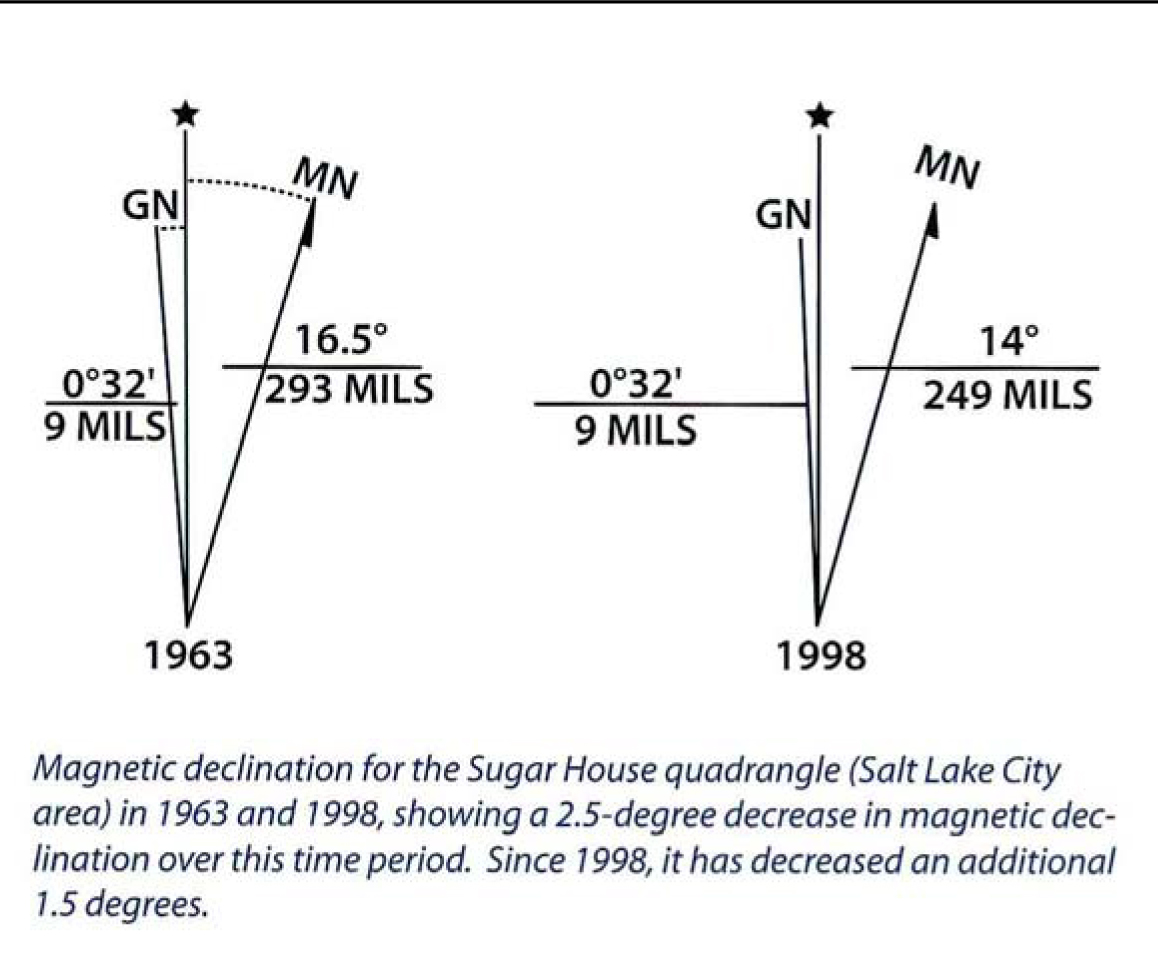 MN
GN
16.5°
293 MILS
0°32'
9 MILS
1963
MN
GN
14°
249 MILS
0°32'
9 MILS
1998
Magnetic declination for the Sugar House quadrangle (Salt Lake City
area) in 1963 and 1998, showing a 2.5-degree decrease in magnetic dec-
lination over this time period. Since 1998, it has decreased an additional
1.5 degrees.